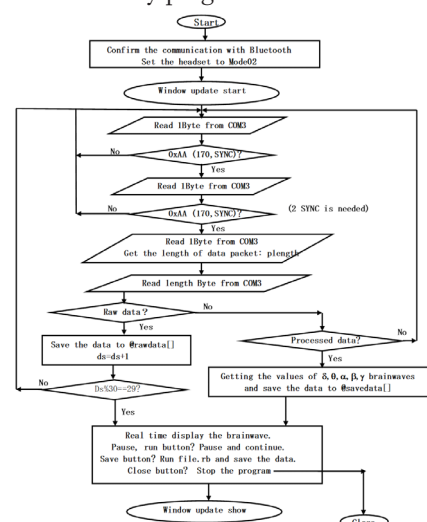 Start
Confirm the communication with Bluetooth
Set the headset to Mode02
Window update start
Read 1Byte from COM3
0xAA (170,SYNC)?
No
Yes
Read 1Byte from COM3
0xAA (170,SYNC)?
(2 SYNC is needed)
No
Yes
Read 1Byte from COM3
Get the length of data packet: plength
Read length Byte from COM3
Raw data?
No
Yes
Processed data?
No
Save the data to @rawdata[]
ds=ds+1
Yes
Getting the values of δ,θ,α,β,γ brainwaves
and save the data to @savedata[]
No
Ds%30==29?
Yes
Real time display the brainwave.
Pause, run button? Pause and continue.
Save button? Run file.rb and save the data.
Close button? Stop the program
Window update show